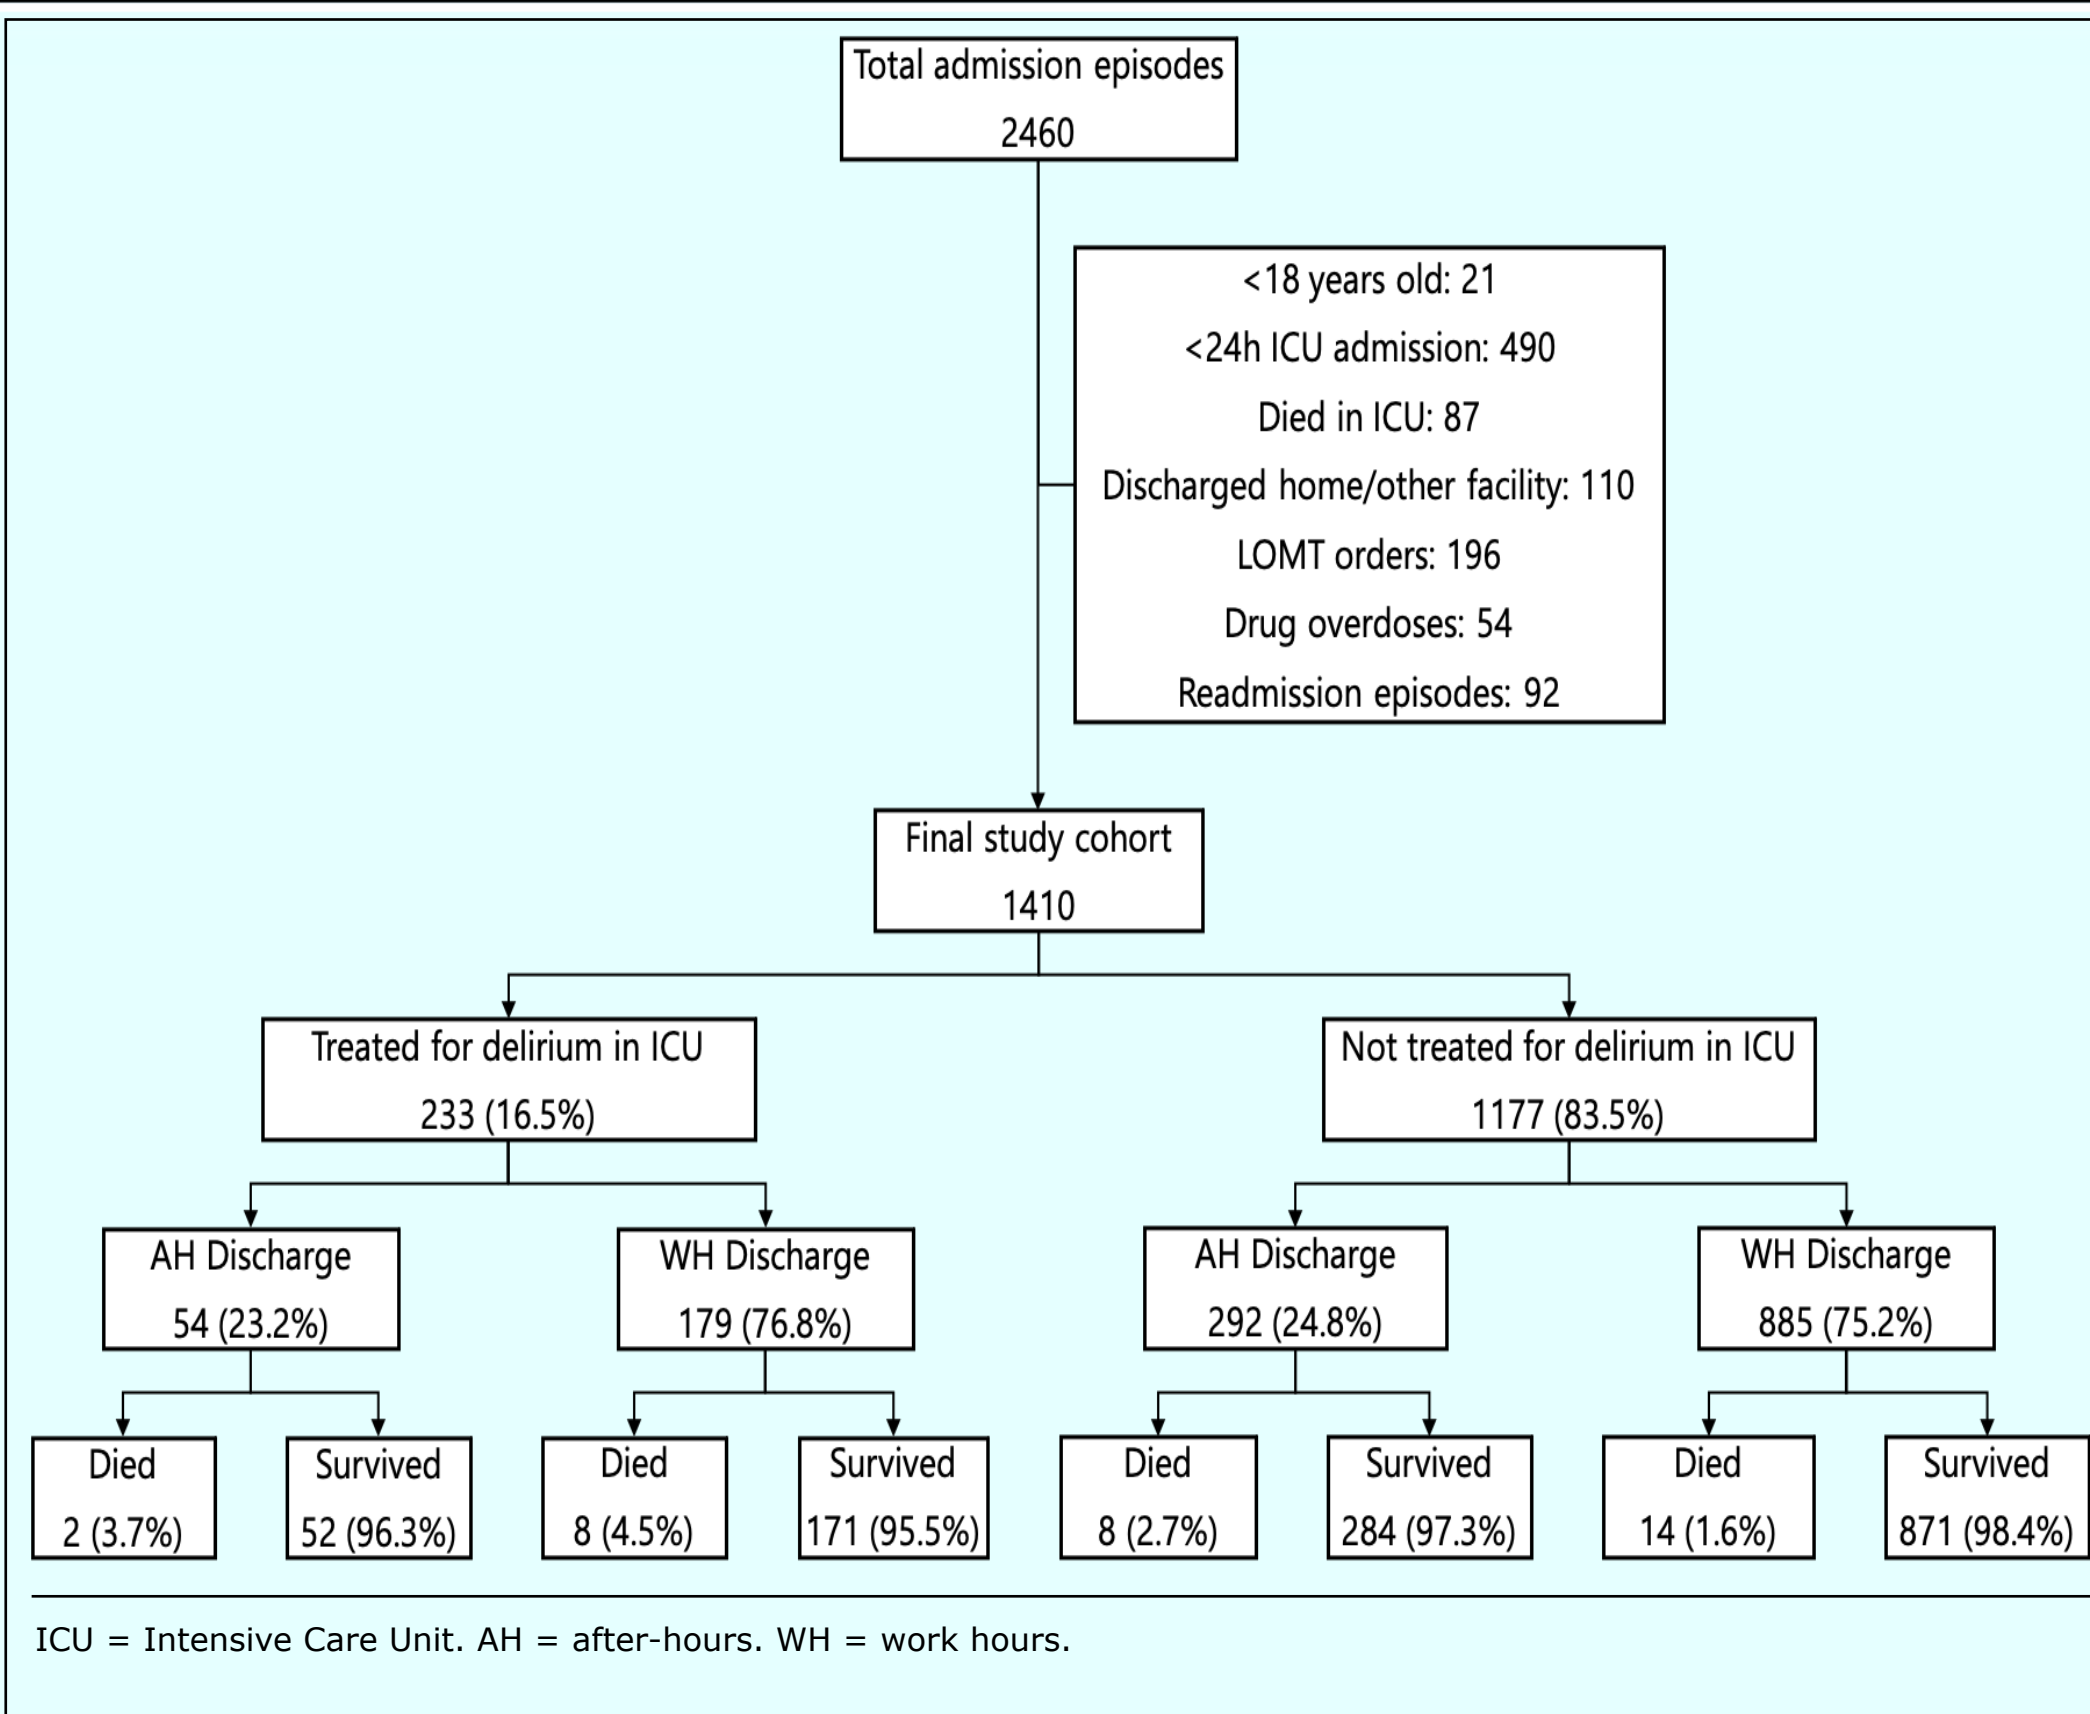 Total admission episodes
2460
<18 years old: 21
<24h ICU admission: 490
Died in ICU: 87
Discharged home/other facility: 110
LOMT orders: 196
Drug overdoses: 54
Readmission episodes: 92
Final study cohort
1410
Treated for delirium in ICU
233 (16.5%)
Not treated for delirium in ICU
1177 (83.5%)
AH Discharge
54 (23.2%)
WH Discharge
179 (76.8%)
AH Discharge
292 (24.8%)
WH Discharge
885 (75.2%)
Died
2 (3.7%)
Survived
52 (96.3%)
Died
8 (4.5%)
Survived
171 (95.5%)
Died
8 (2.7%)
Survived
284 (97.3%)
Died
14 (1.6%)
Survived
871 (98.4%)
ICU = Intensive Care Unit. AH = after-hours. WH = work hours.